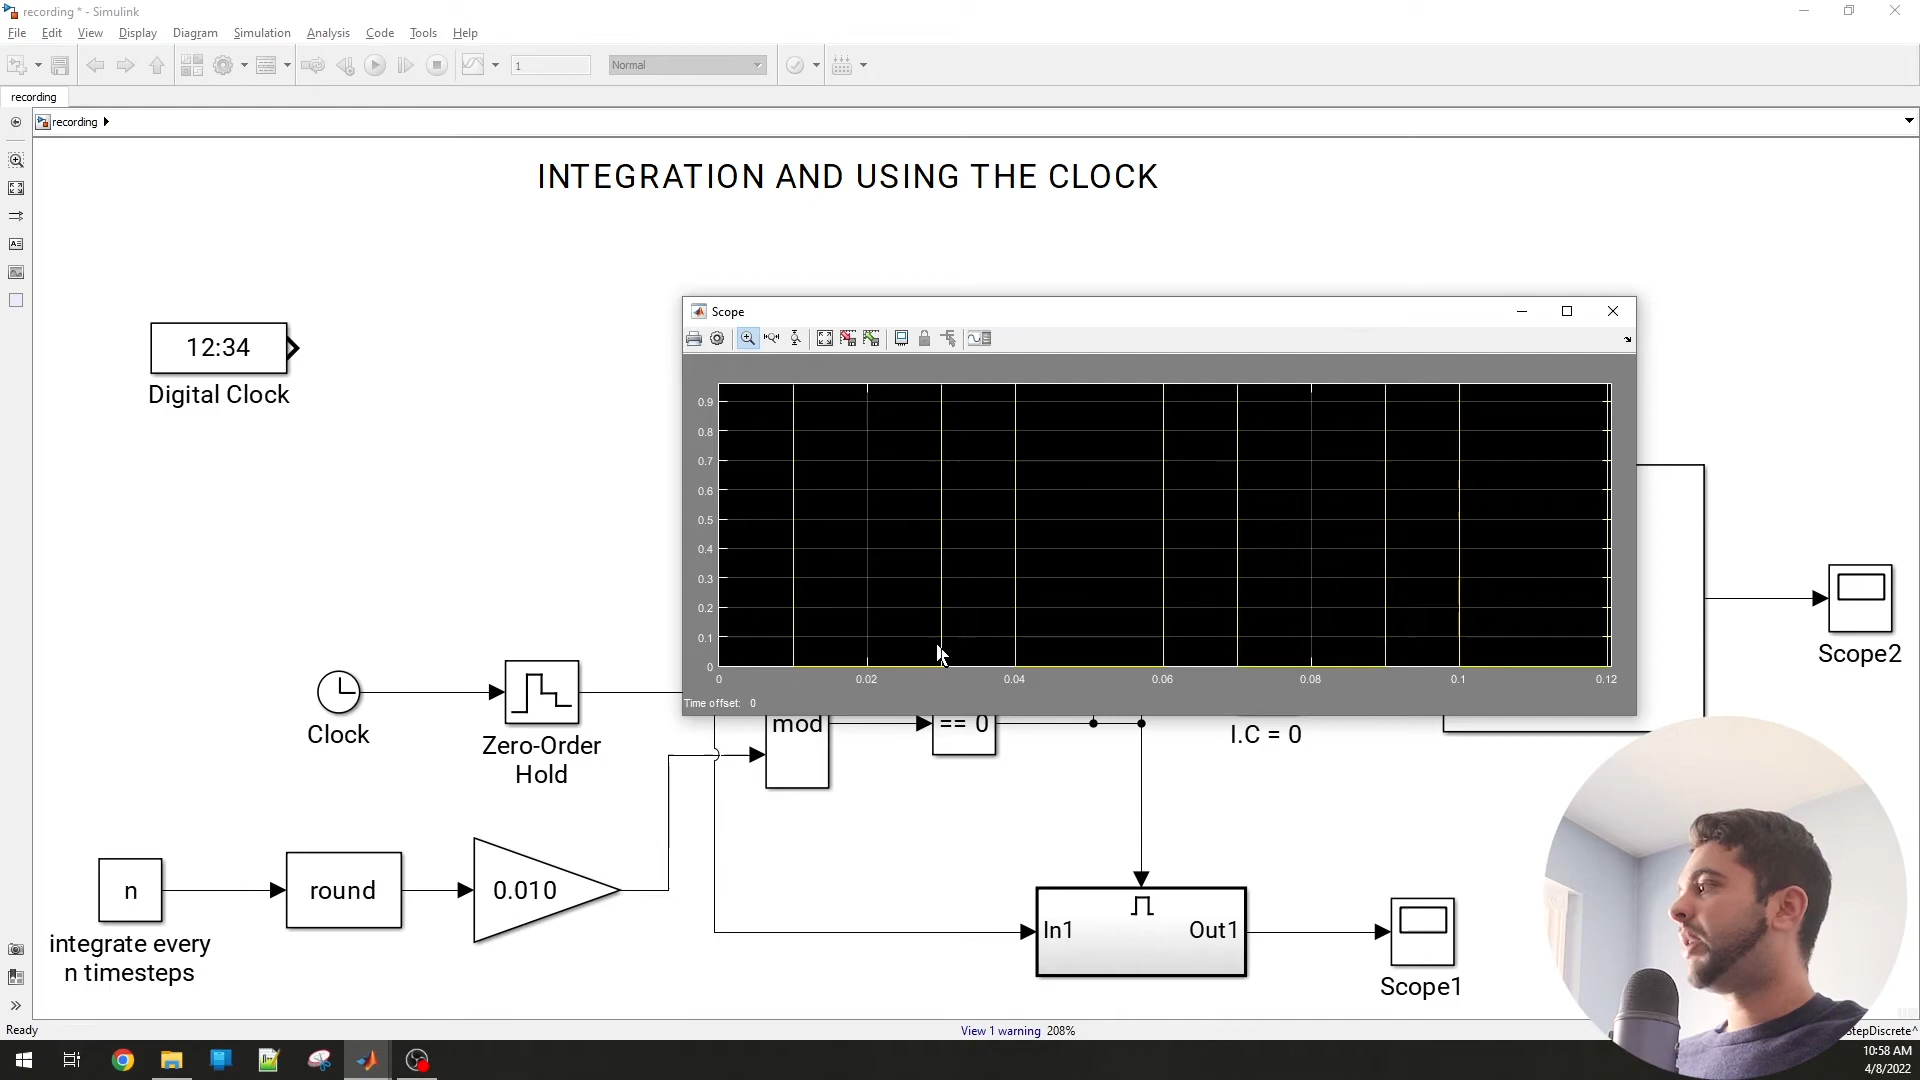 recording * - Simulink
File Edit View Display Diagram Simulation Analysis Code Tools Help
1
Normal
recording
recording
INTEGRATION AND USING THE CLOCK
Scope
12:34
Digital Clock
0.9
0.8
0.7
0.6
0.5
0.4
0.3
0.2
0.1
0
0 0.02 0.04 0.06 0.08 0.1 0.12
Time offset: 0
Scope2
Clock
Zero-Order
Hold
mod
== 0
I.C = 0
n
round
0.010
integrate every
n timesteps
In1
Out1
Scope1
Ready
View 1 warning 208%
StepDiscrete
10:58 AM
4/8/2022